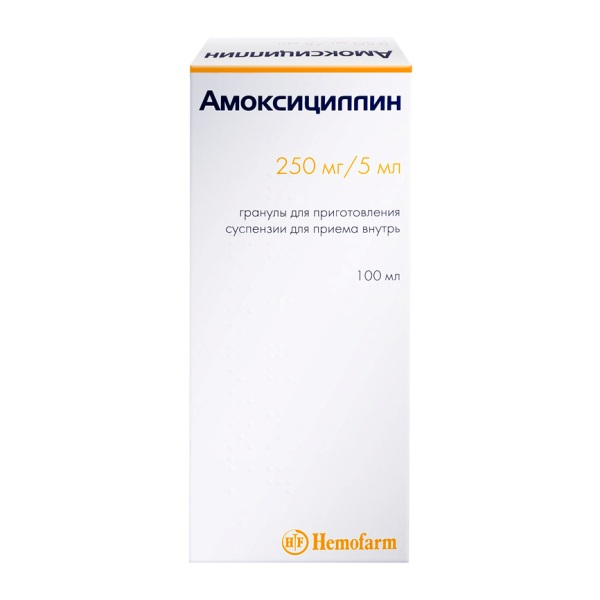 Амоксициллин
Амоксициллин
250 мг/5 мл
гранулы для приготовления
суспензии для приема внутрь
100 мл
HF Hemofarm